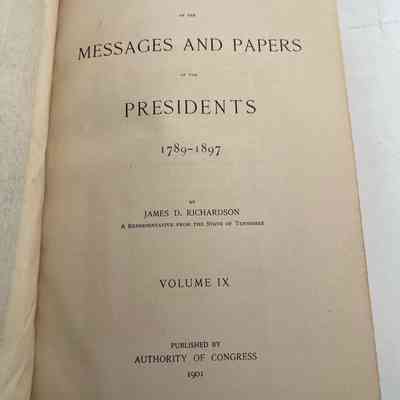 OF THE
MESSAGES AND PAPERS
OF THE
PRESIDENTS
1789-1897
BY
JAMES D. RICHARDSON
A REPRESENTATIVE FROM THE STATE OF TENNESSEE
VOLUME IX
PUBLISHED BY
AUTHORITY OF CONGRESS
1901